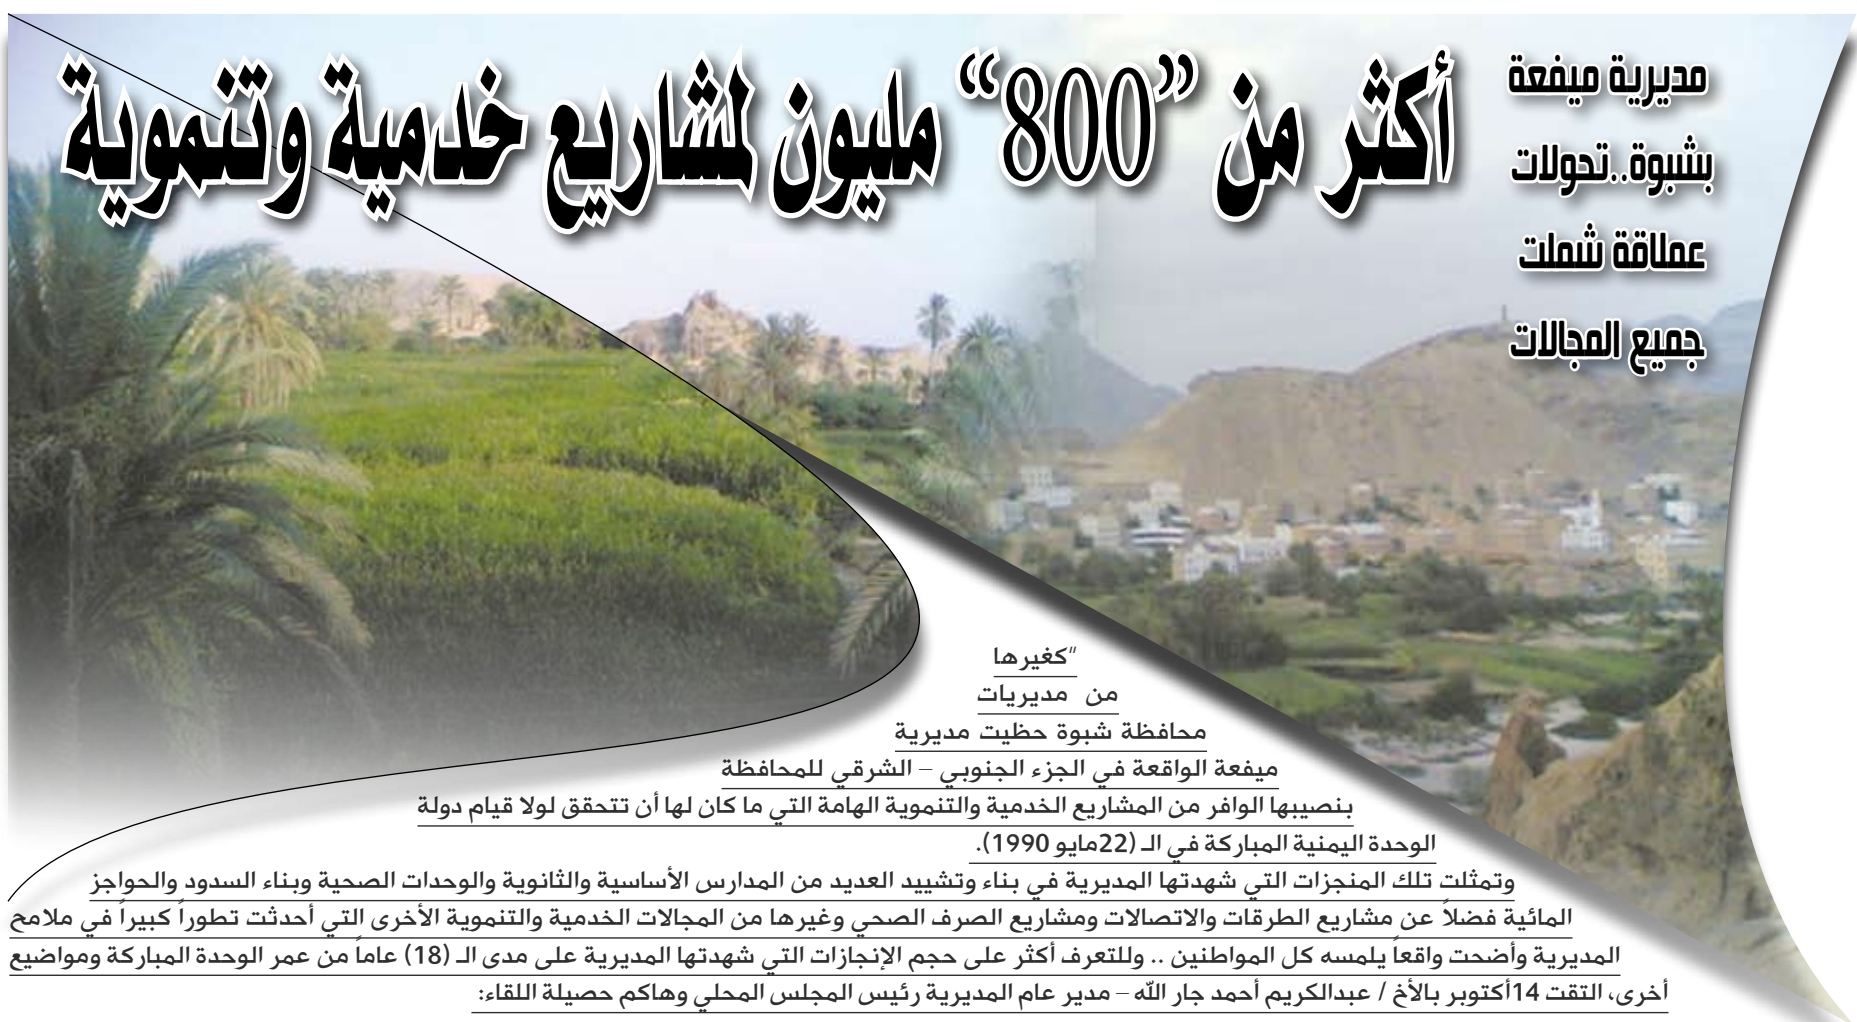 مديرية ميفعة
بشبوة..تحولات
عملاقة شملت
جميع المجالات
أكثر من ”800“ مليون لمشاريع خدمية وتنموية
"كغيرها
من مديريات
محافظة شبوة حظيت مديرية
ميفعة الواقعة في الجزء الجنوبي – الشرقي للمحافظة
بنصيبها الوافر من المشاريع الخدمية والتنموية الهامة التي ما كان لها أن تتحقق لولا قيام دولة
الوحدة اليمنية المباركة في الـ (22مايو 1990).
وتمثلت تلك المنجزات التي شهدتها المديرية في بناء وتشييد العديد من المدارس الأساسية والثانوية والوحدات الصحية وبناء السدود والحواجز
المائية فضلاً عن مشاريع الطرقات والاتصالات ومشاريع الصرف الصحي وغيرها من المجالات الخدمية والتنموية الأخرى التي أحدثت تطوراً كبيراً في ملامح
المديرية وأضحت واقعاً يلمسه كل المواطنين .. وللتعرف أكثر على حجم الإنجازات التي شهدتها المديرية على مدى الـ (18) عاماً من عمر الوحدة المباركة ومواضيع
أخرى، التقت 14أكتوبر بالأخ / عبدالكريم أحمد جار الله – مدير عام المديرية رئيس المجلس المحلي وهاكم حصيلة اللقاء: